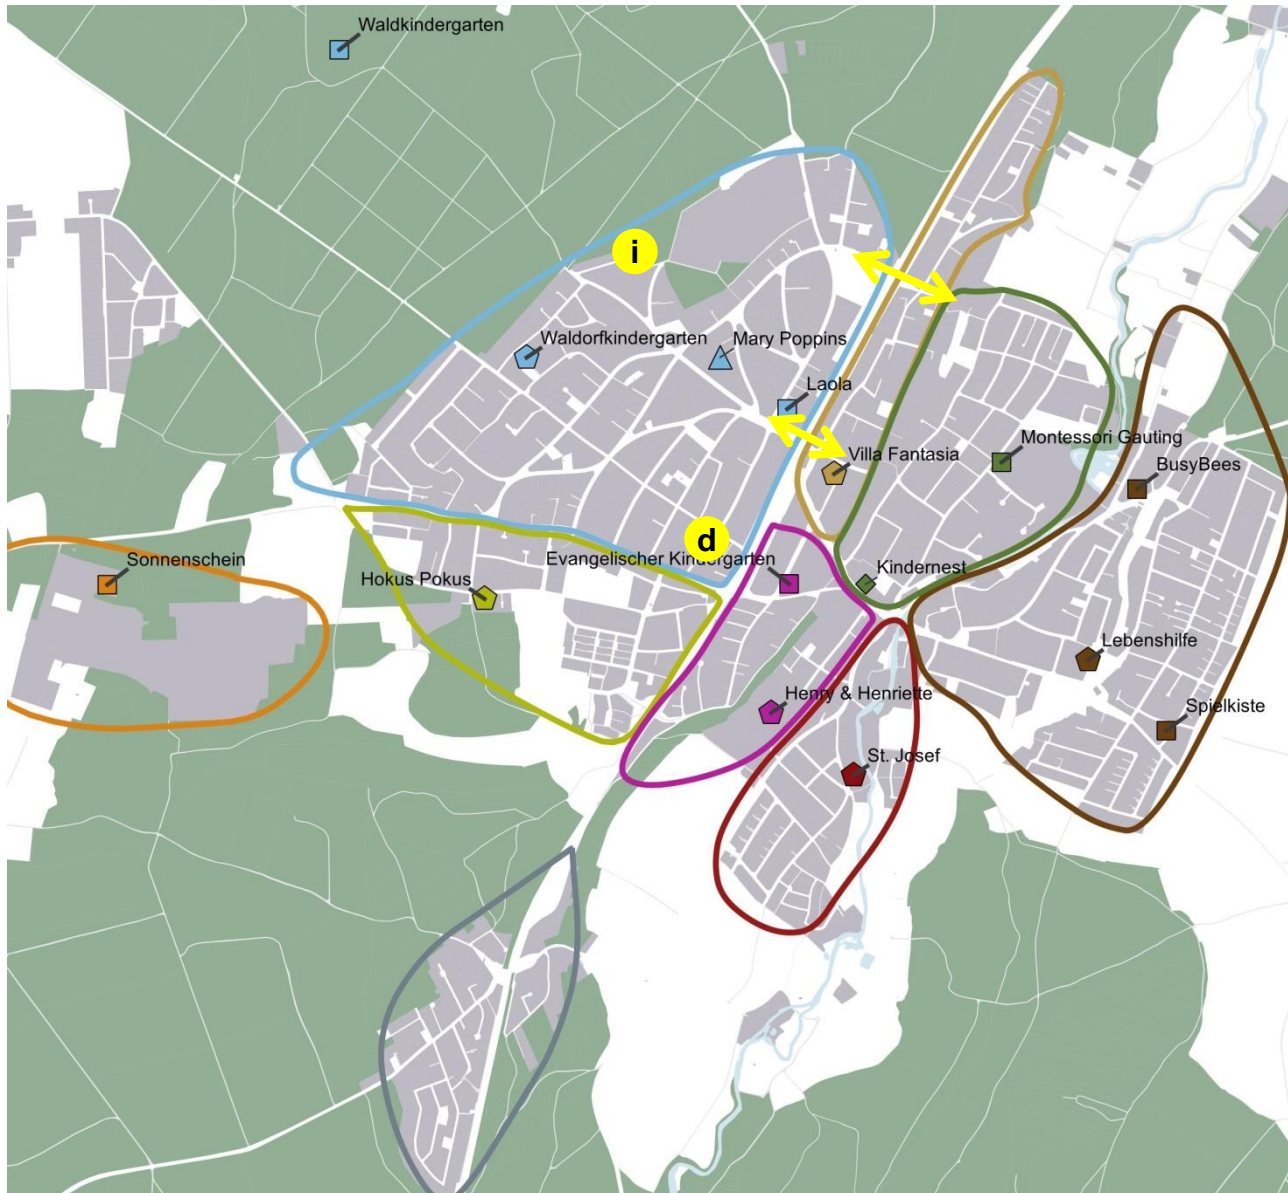 Waldkindergarten
i
Waldorfkindergarten
Mary Poppins
Laola
Villa Fantasia
Montessori Gauting
BusyBees
d
Evangelischer Kindergarten
Sonnenschein
Hokus Pokus
Kindernest
Lebenshilfe
Henry & Henriette
Spielkiste
St. Josef